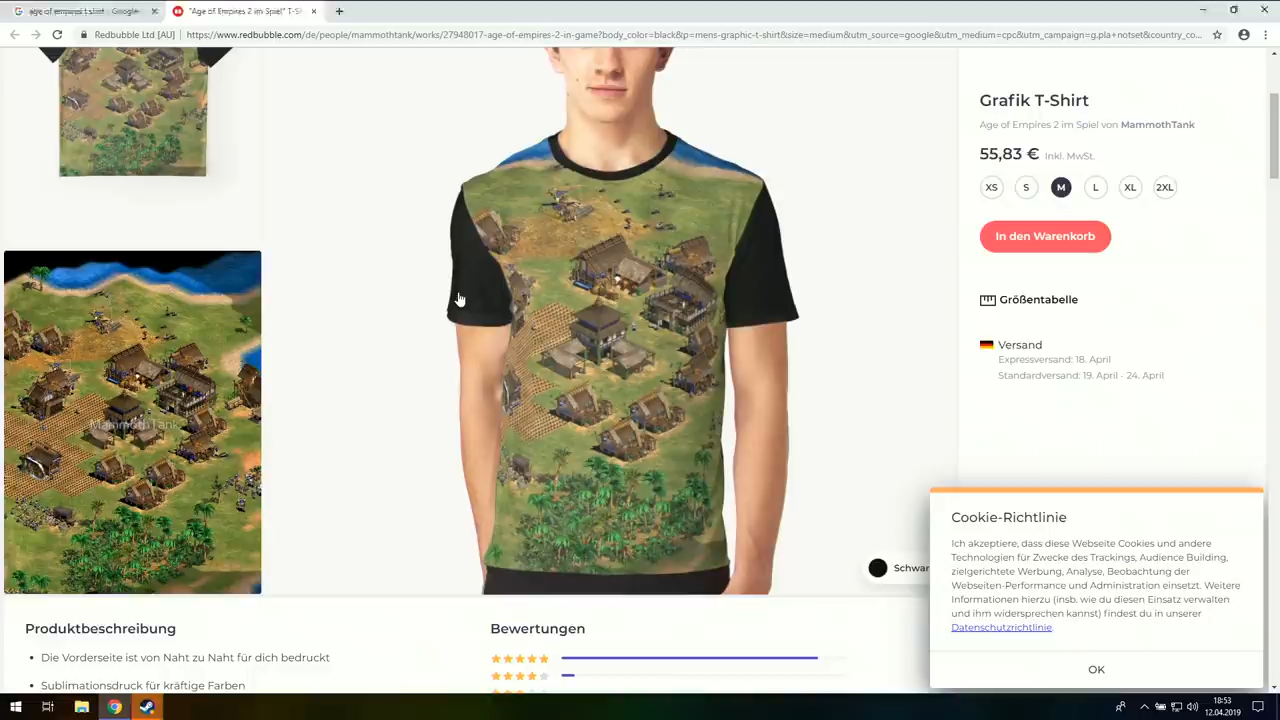 age of empires t shirt - Google
"Age of Empires 2 im Spiel" T-S
Redbubble Ltd [AU]
https://www.redbubble.com/de/people/mammothtank/works/27948017-age-of-empires-2-in-game?body_color=black&p=mens-graphic-t-shirt&size=medium&utm_source=google&utm_medium=cpc&utm_campaign=g.pla+notset&country_co...
Grafik T-Shirt
Age of Empires 2 im Spiel von MammothTank
55,83 € Inkl. MwSt.
XS S M L XL 2XL
In den Warenkorb
Größentabelle
Versand
Expressversand: 18. April
Standardversand: 19. April - 24. April
MammothTank
Schwar
Cookie-Richtlinie
Ich akzeptiere, dass diese Webseite Cookies und andere
Technologien für Zwecke des Trackings, Audience Building,
zielgerichtete Werbung, Analyse, Beobachtung der
Webseiten-Performance und Administration einsetzt. Weitere
Informationen hierzu (insb. wie du diesen Einsatz verwalten
und ihm widersprechen kannst) findest du in unserer
Datenschutzrichtlinie.
OK
Produktbeschreibung
Die Vorderseite ist von Naht zu Naht für dich bedruckt
Sublimationsdruck für kräftige Farben
Bewertungen
18:53
12.04.2019